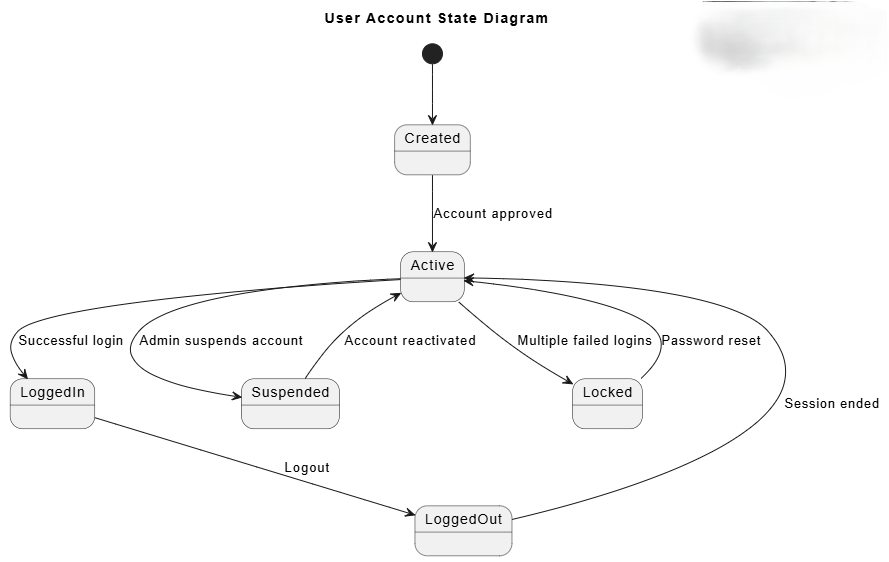 User Account State Diagram
Created
Account approved
Active
Successful login
Admin suspends account
Account reactivated
Multiple failed logins
Password reset
LoggedIn
Suspended
Locked
Session ended
Logout
LoggedOut